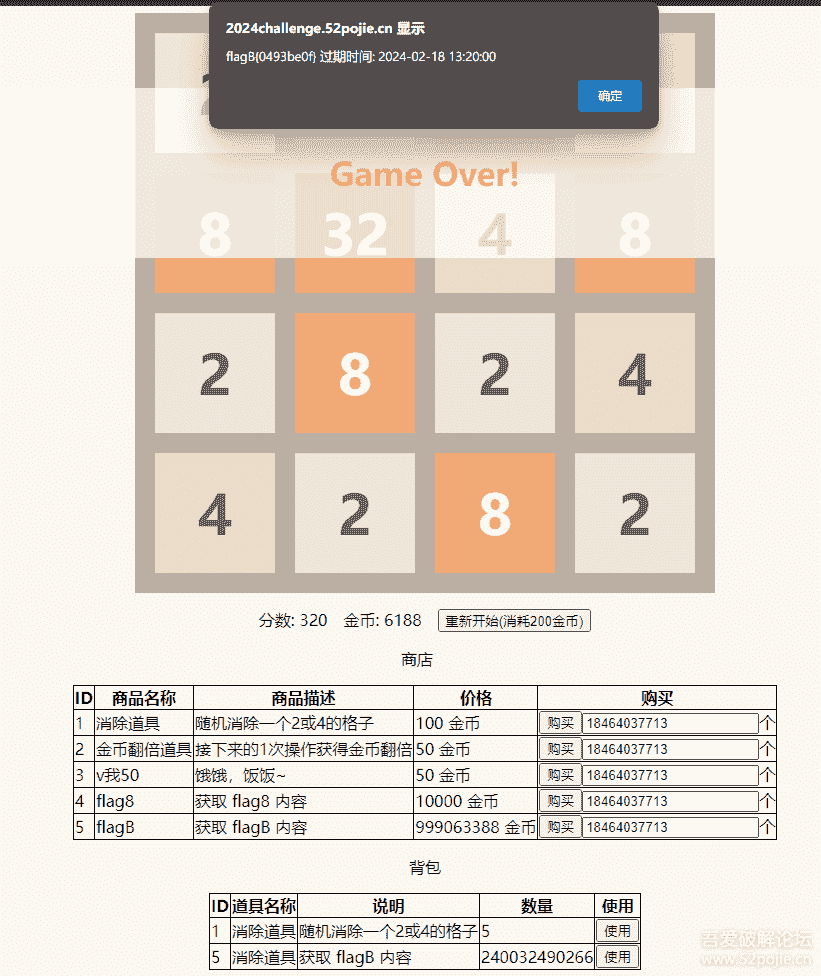 2024challenge.52pojie.cn 显示
flagB{0493be0f} 过期时间: 2024-02-18 13:20:00
确定
Game Over!
8 32 4 8
2 8 2 4
4 2 8 2
分数: 320 金币: 6188 重新开始(消耗200金币)
商店
ID 商品名称 商品描述 价格 购买
1 消除道具 随机消除一个2或4的格子 100 金币 购买 18464037713 个
2 金币翻倍道具 接下来的1次操作获得金币翻倍 50 金币 购买 18464037713 个
3 v我50 饿饿，饭饭~ 50 金币 购买 18464037713 个
4 flag8 获取 flag8 内容 10000 金币 购买 18464037713 个
5 flagB 获取 flagB 内容 999063388 金币 购买 18464037713 个
背包
ID 道具名称 说明 数量 使用
1 消除道具 随机消除一个2或4的格子 5 使用
5 消除道具 获取 flagB 内容 240032490266 使用
吾爱破解论坛
www.52pojie.cn